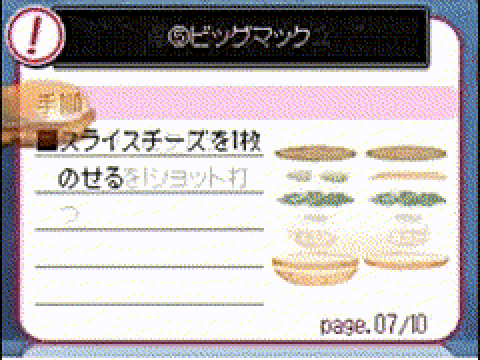 ⑤ビッグマック
手順
■スライスチーズを1枚
のせる
page.07/10